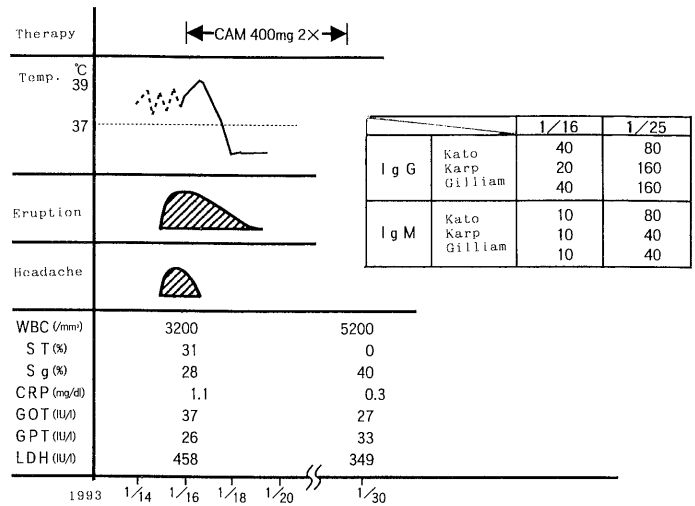 Therapy
CAM 400mg 2×
Temp.
℃
39
37
Eruption
Headache
WBC (/mm³) 3200 5200
ST (%) 31 0
Sg (%) 28 40
CRP (mg/dl) 1.1 0.3
GOT (IU/l) 37 27
GPT (IU/l) 26 33
LDH (IU/l) 458 349
1993 1/14 1/16 1/18 1/20 1/30
1/16 1/25
IgG
Kato 40 80
Karp 20 160
Gilliam 40 160
IgM
Kato 10 80
Karp 10 40
Gilliam 10 40